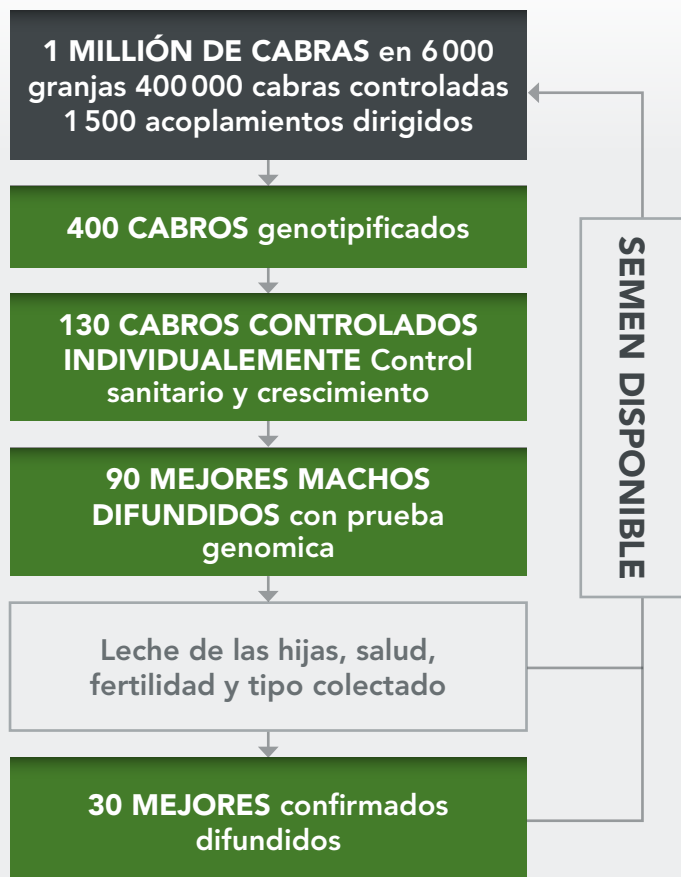 1 MILLIÓN DE CABRAS en 6 000
granjas 400 000 cabras controladas
1 500 acoplamientos dirigidos
400 CABROS genotipificados
130 CABROS CONTROLADOS
INDIVIDUALEMENTE Control
sanitario y crescimiento
90 MEJORES MACHOS
DIFUNDIDOS con prueba
genomica
Leche de las hijas, salud,
fertilidad y tipo colectado
30 MEJORES confirmados
difundidos
SEMEN DISPONIBLE